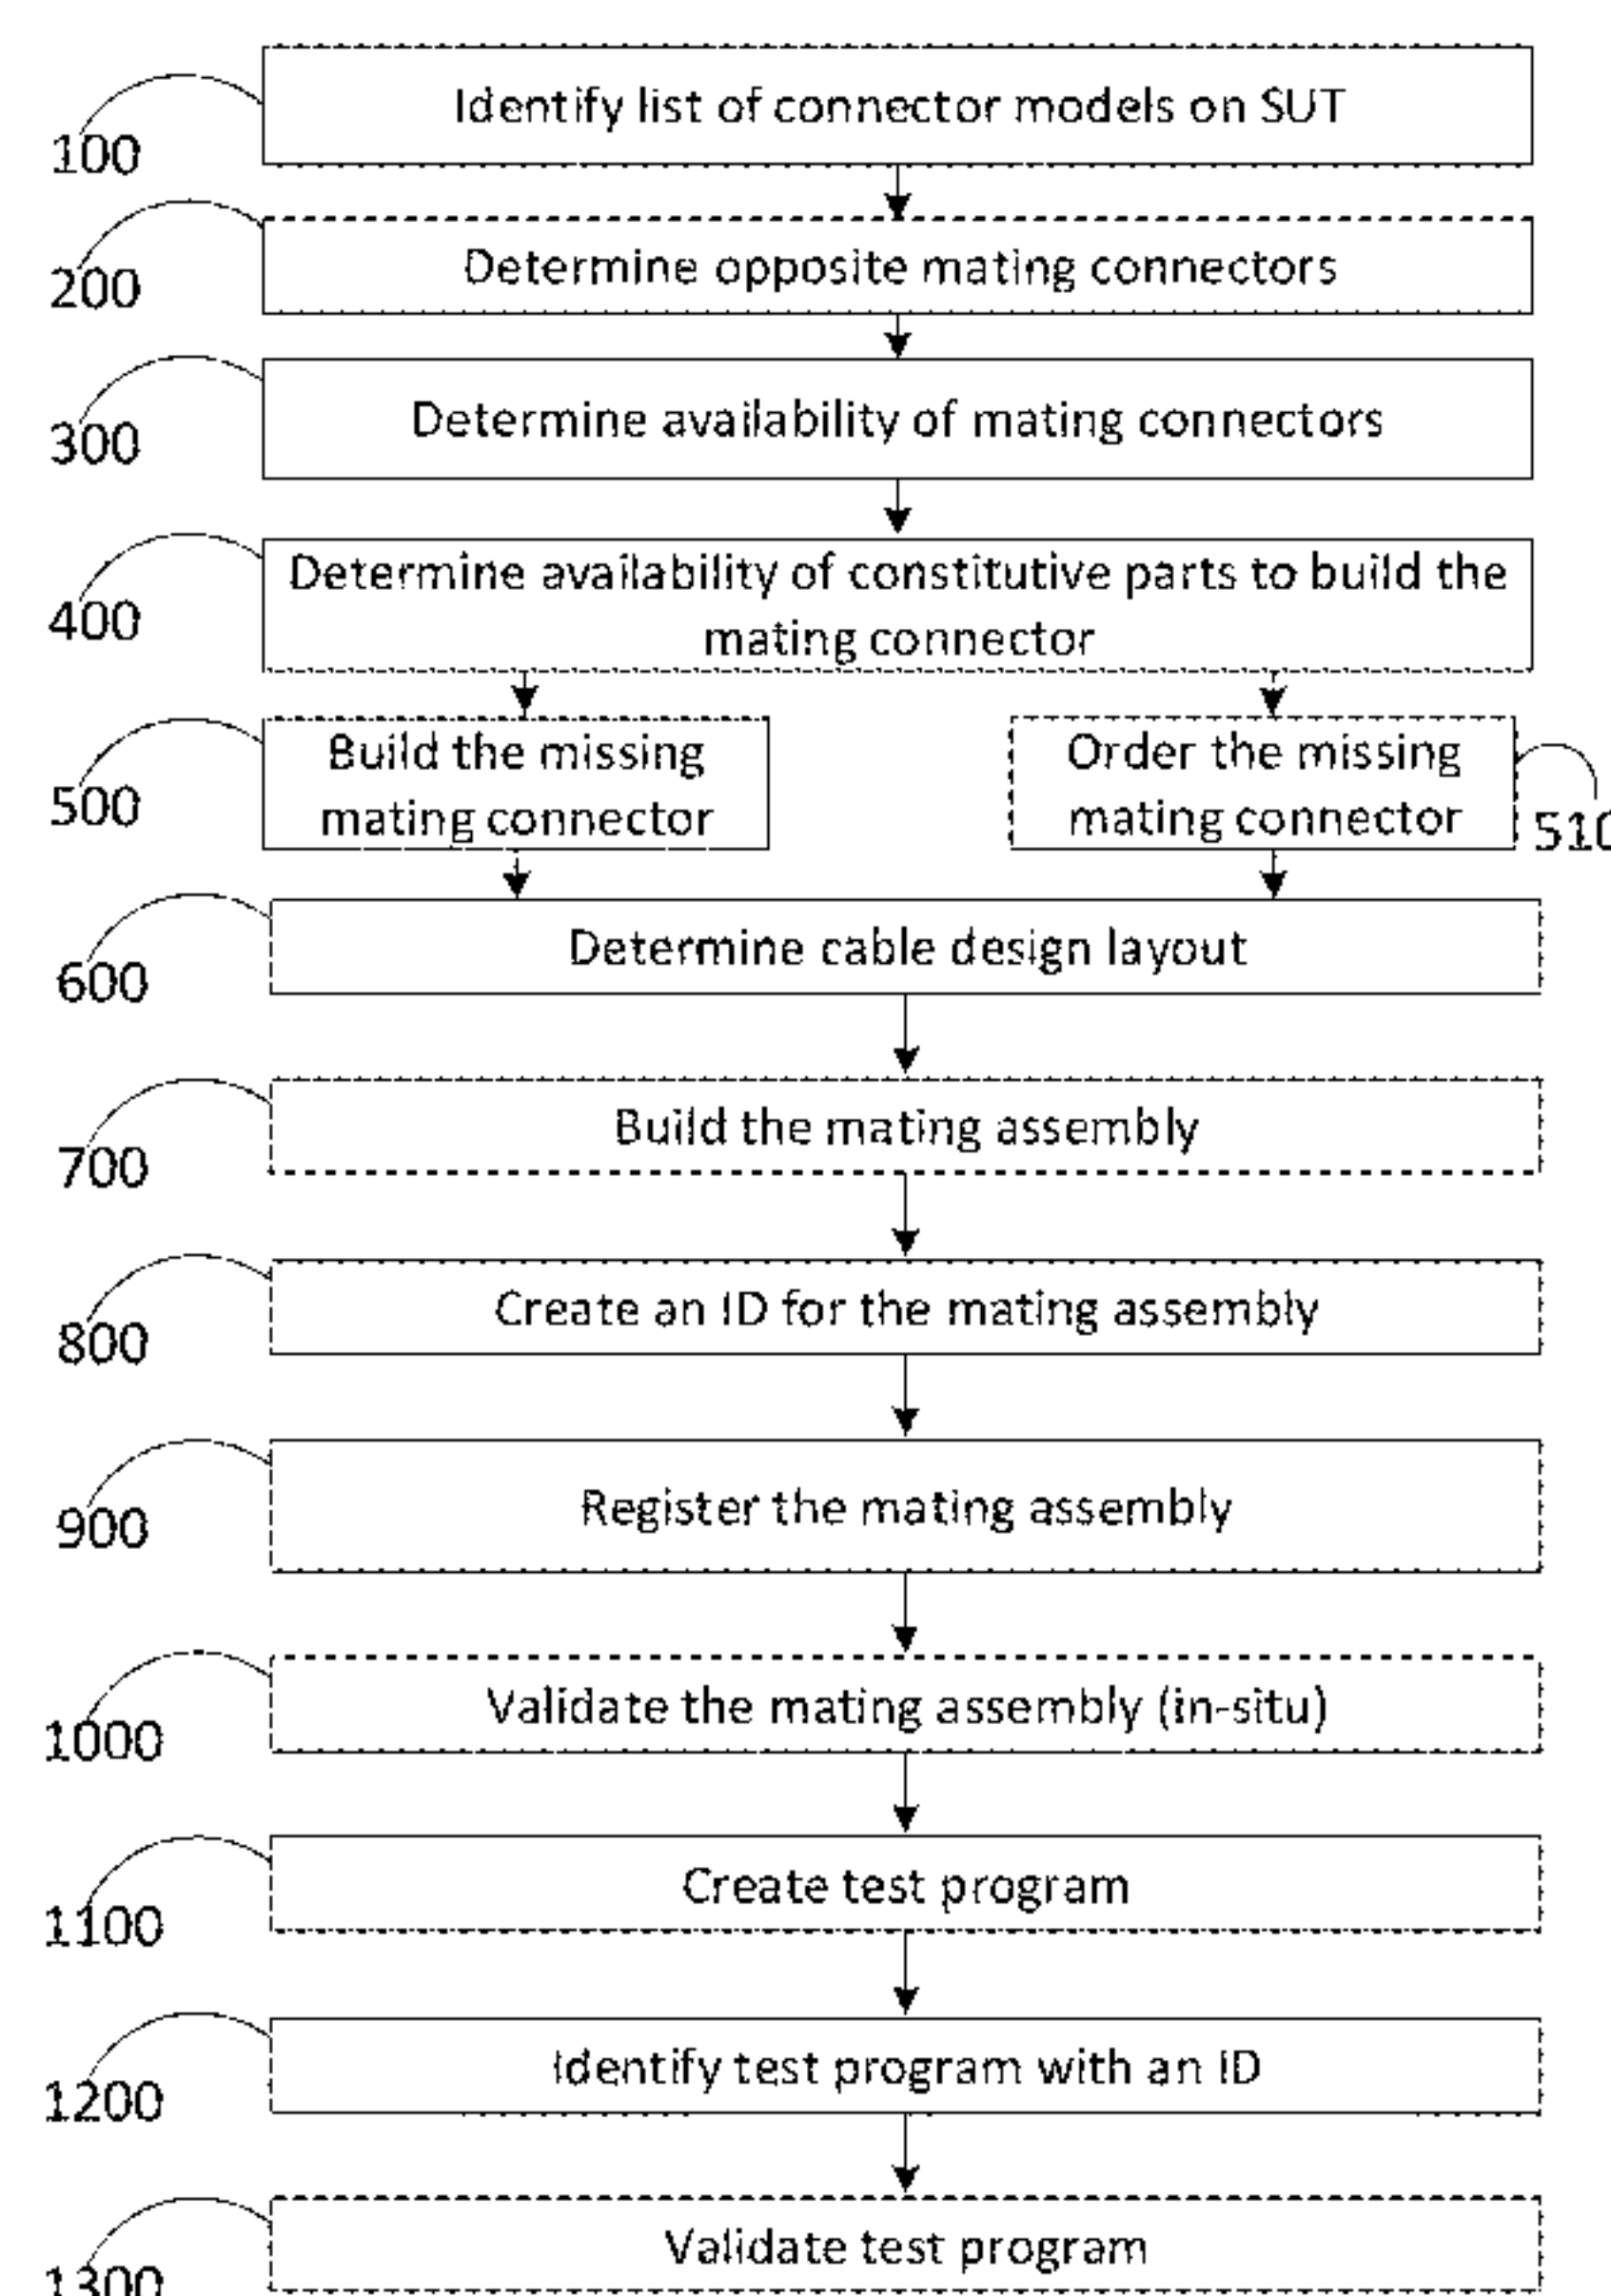 Identify list of connector models on SUT
100
Determine opposite mating connectors
200
Determine availability of mating connectors
300
Determine availability of constitutive parts to build the
mating connector
400
Build the missing
mating connector
500
Order the missing
mating connector
510
Determine cable design layout
600
Build the mating assembly
700
Create an ID for the mating assembly
800
Register the mating assembly
900
Validate the mating assembly (in-situ)
1000
Create test program
1100
Identify test program with an ID
1200
Validate test program
1300